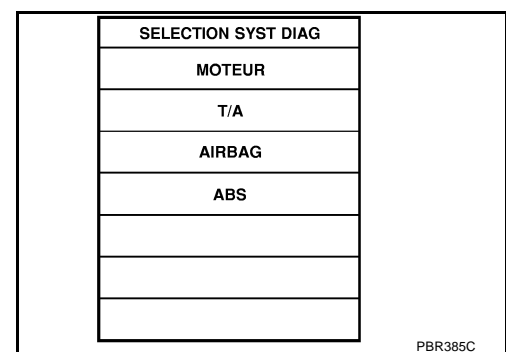 SELECTION SYST DIAG
MOTEUR
T/A
AIRBAG
ABS
PBR385C